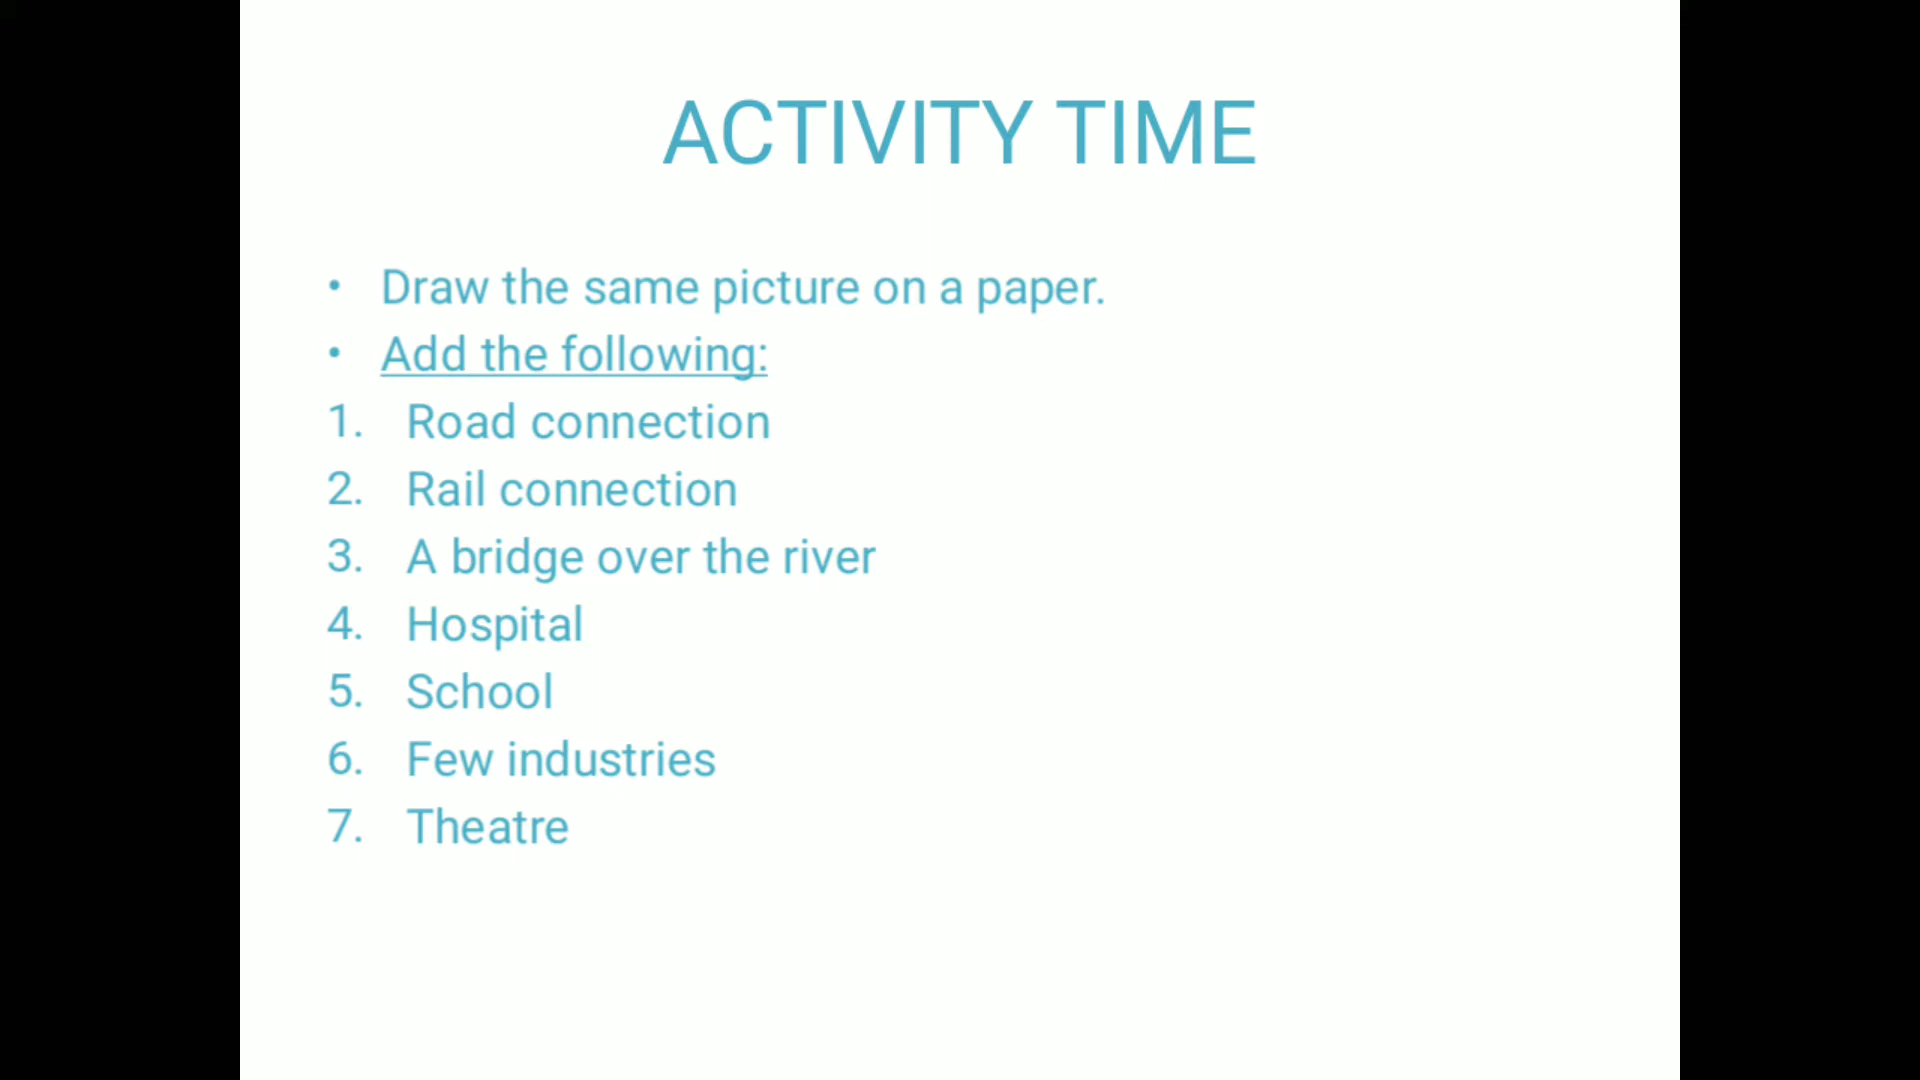 ACTIVITY TIME
• Draw the same picture on a paper.
• Add the following:
1. Road connection
2. Rail connection
3. A bridge over the river
4. Hospital
5. School
6. Few industries
7. Theatre